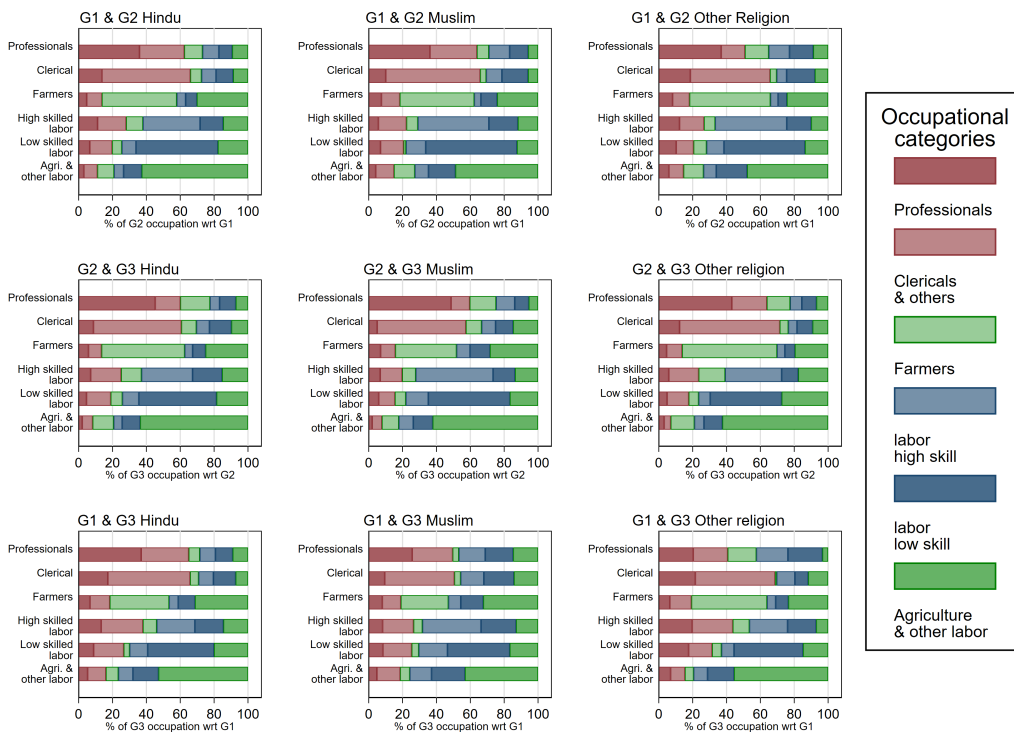 G1 & G2 Hindu
Professionals
Clerical
Farmers
High skilled
labor
Low skilled
labor
Agri. &
other labor
0 20 40 60 80 100
% of G2 occupation wrt G1
G1 & G2 Muslim
0 20 40 60 80 100
% of G2 occupation wrt G1
G1 & G2 Other Religion
Professionals
Clerical
Farmers
High skilled
labor
Low skilled
labor
Agri. &
other labor
0 20 40 60 80 100
% of G2 occupation wrt G1
G2 & G3 Hindu
Professionals
Clerical
Farmers
High skilled
labor
Low skilled
labor
Agri. &
other labor
0 20 40 60 80 100
% of G3 occupation wrt G2
G2 & G3 Muslim
Professionals
Clerical
Farmers
High skilled
labor
Low skilled
labor
Agri. &
other labor
0 20 40 60 80 100
% of G3 occupation wrt G2
G2 & G3 Other religion
Professionals
Clerical
Farmers
High skilled
labor
Low skilled
labor
Agri. &
other labor
0 20 40 60 80 100
% of G3 occupation wrt G2
G1 & G3 Hindu
Professionals
Clerical
Farmers
High skilled
labor
Low skilled
labor
Agri. &
other labor
0 20 40 60 80 100
% of G3 occupation wrt G1
G1 & G3 Muslim
Professionals
Clerical
Farmers
High skilled
labor
Low skilled
labor
Agri. &
other labor
0 20 40 60 80 100
% of G3 occupation wrt G1
G1 & G3 Other religion
Professionals
Clerical
Farmers
High skilled
labor
Low skilled
labor
Agri. &
other labor
0 20 40 60 80 100
% of G3 occupation wrt G1
Occupational
categories
Professionals
Clericals
& others
Farmers
labor
high skill
labor
low skill
Agriculture
& other labor